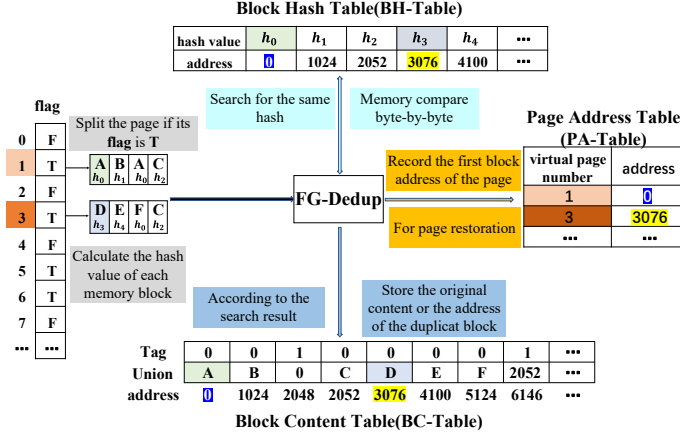 Block Hash Table(BH-Table)
hash value h0 h1 h2 h3 h4 ...
address 0 1024 2052 3076 4100 ...
flag
0 F
1 T
2 F
3 T
4 F
5 T
6 T
7 F
... ...
Split the page if its
flag is T
A B A C
h0 h1 h0 h2
D E F C
h3 h4 h0 h2
Calculate the hash
value of each
memory block
Search for the same
hash
Memory compare
byte-by-byte
FG-Dedup
Record the first block
address of the page
For page restoration
Page Address Table
(PA-Table)
virtual page
number
address
1 0
3 3076
... ...
According to the
search result
Store the original
content or the address
of the duplicat block
Tag 0 0 1 0 0 0 0 1 ...
Union A B 0 C D E F 2052 ...
address 0 1024 2048 2052 3076 4100 5124 6146 ...
Block Content Table(BC-Table)